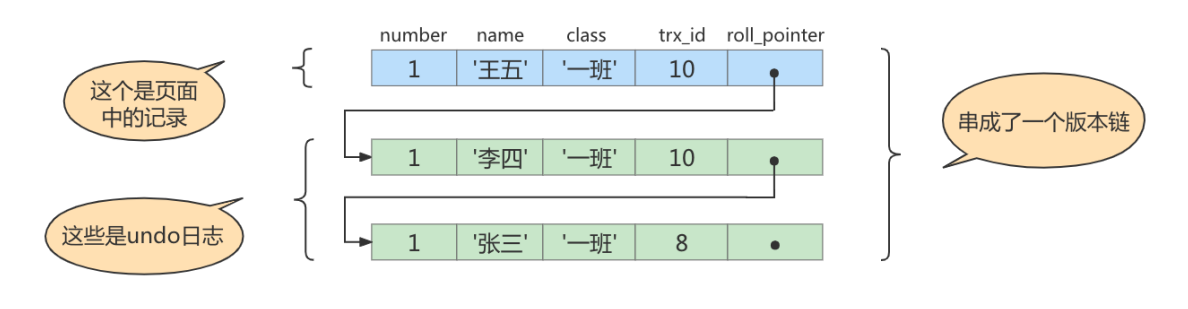 number name class trx_id roll_pointer
1 '王五' '一班' 10
这个是页面
中的记录
串成了一个版本链
1 '李四' '一班' 10
这些是undo日志
1 '张三' '一班' 8